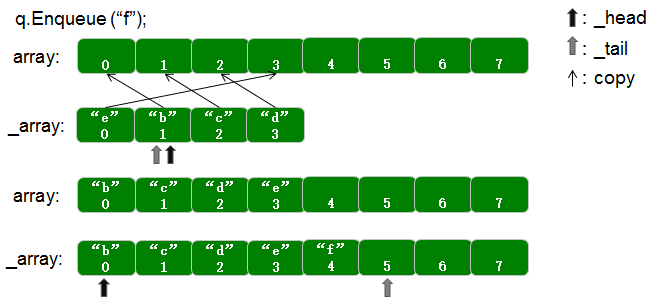 q.Enqueue (“f”);
: _head
: _tail
: copy
array:
0 1 2 3 4 5 6 7
_array:
“e” “b” “c” “d”
0 1 2 3
array:
“b” “c” “d” “e”
0 1 2 3 4 5 6 7
_array:
“b” “c” “d” “e” “f”
0 1 2 3 4 5 6 7